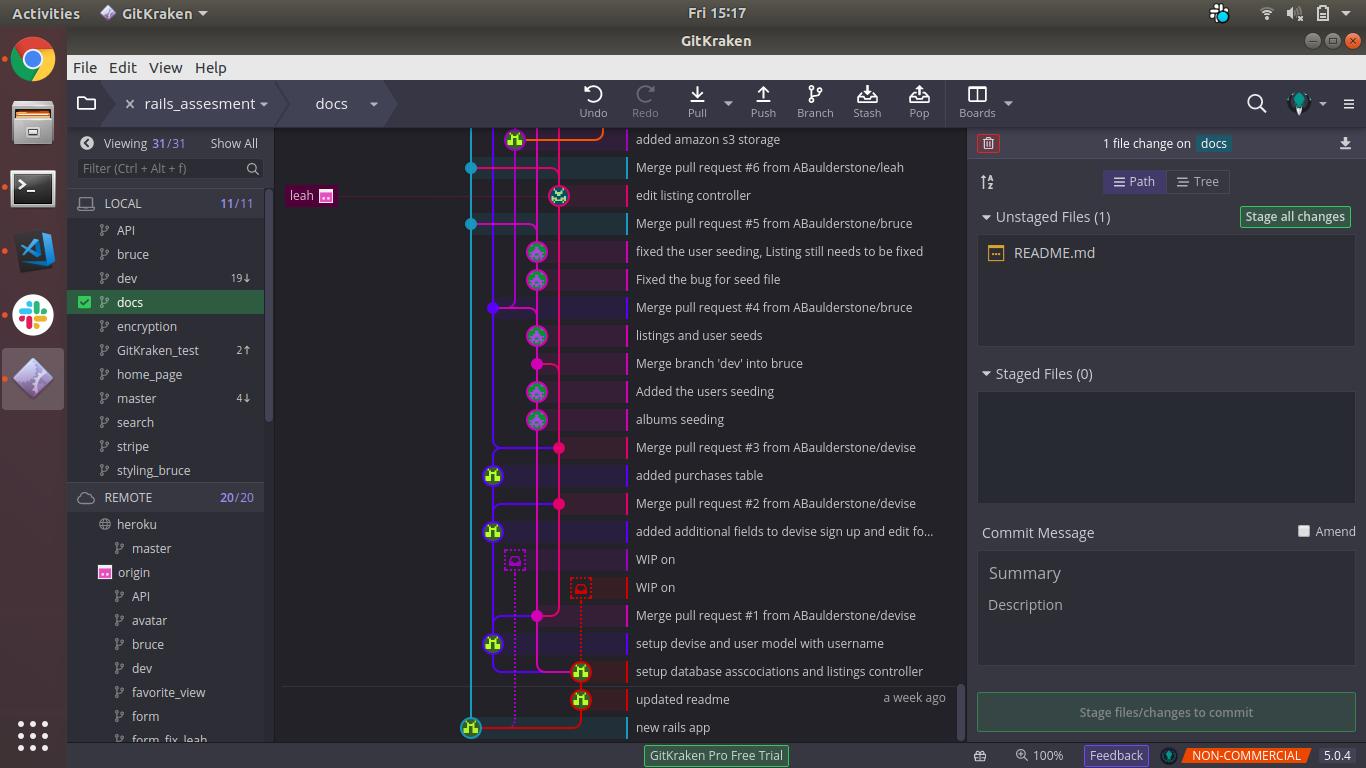 Activities GitKraken Fri 15:17
GitKraken
File Edit View Help
rails_assesment docs Undo Redo Pull Push Branch Stash Pop Boards
Viewing 31/31 Show All
Filter (Ctrl + Alt + f)
LOCAL 11/11
API
bruce
dev 19↓
docs
encryption
GitKraken_test 2↑
home_page
master 4↓
search
stripe
styling_bruce
REMOTE 20/20
heroku
master
origin
API
avatar
bruce
dev
favorite_view
form
form_fix_leah
leah
added amazon s3 storage
Merge pull request #6 from ABaulderstone/leah
edit listing controller
Merge pull request #5 from ABaulderstone/bruce
fixed the user seeding, Listing still needs to be fixed
Fixed the bug for seed file
Merge pull request #4 from ABaulderstone/bruce
listings and user seeds
Merge branch 'dev' into bruce
Added the users seeding
albums seeding
Merge pull request #3 from ABaulderstone/devise
added purchases table
Merge pull request #2 from ABaulderstone/devise
added additional fields to devise sign up and edit fo...
WIP on
WIP on
Merge pull request #1 from ABaulderstone/devise
setup devise and user model with username
setup database asscociations and listings controller
updated readme a week ago
new rails app
1 file change on docs
Path Tree
Unstaged Files (1) Stage all changes
README.md
Staged Files (0)
Commit Message Amend
Summary
Description
Stage files/changes to commit
GitKraken Pro Free Trial 100% Feedback NON-COMMERCIAL 5.0.4